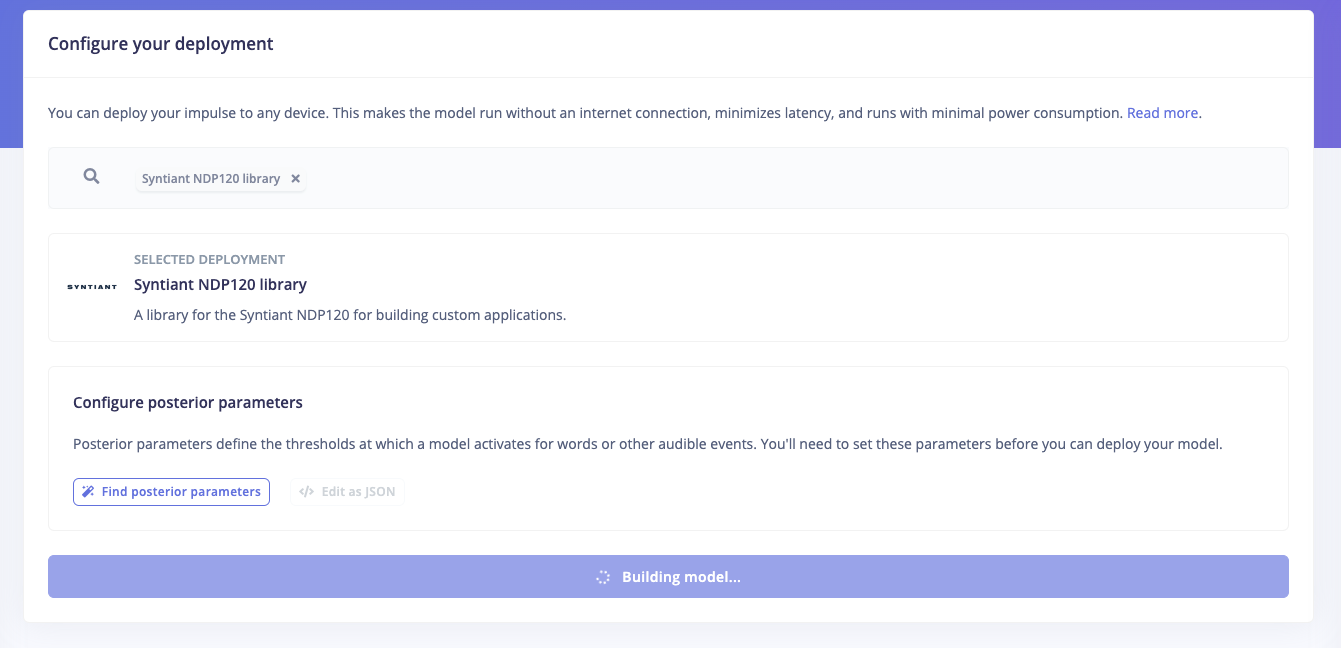 Configure your deployment
You can deploy your impulse to any device. This makes the model run without an internet connection, minimizes latency, and runs with minimal power consumption. Read more.
Syntiant NDP120 library ×
SELECTED DEPLOYMENT
SYNTIANT
Syntiant NDP120 library
A library for the Syntiant NDP120 for building custom applications.
Configure posterior parameters
Posterior parameters define the thresholds at which a model activates for words or other audible events. You'll need to set these parameters before you can deploy your model.
Find posterior parameters </> Edit as JSON
Building model...